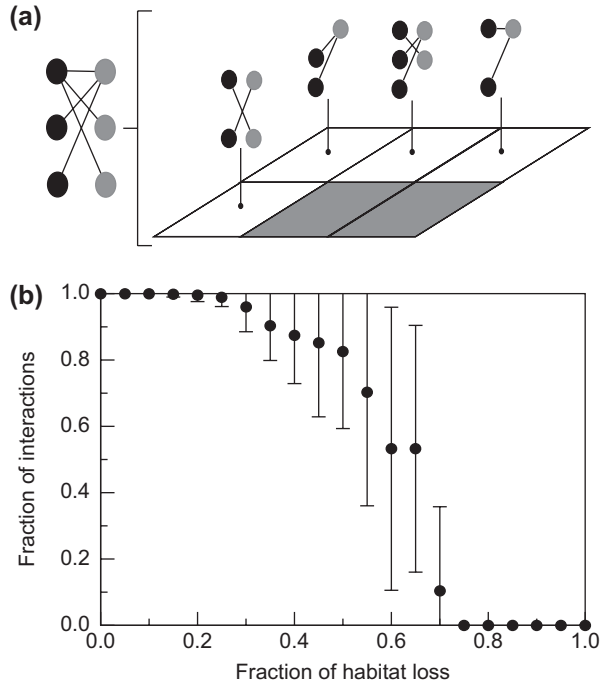 (a)
(b)
Fraction of interactions
1.0
0.8
0.6
0.4
0.2
0.0
0.0 0.2 0.4 0.6 0.8 1.0
Fraction of habitat loss